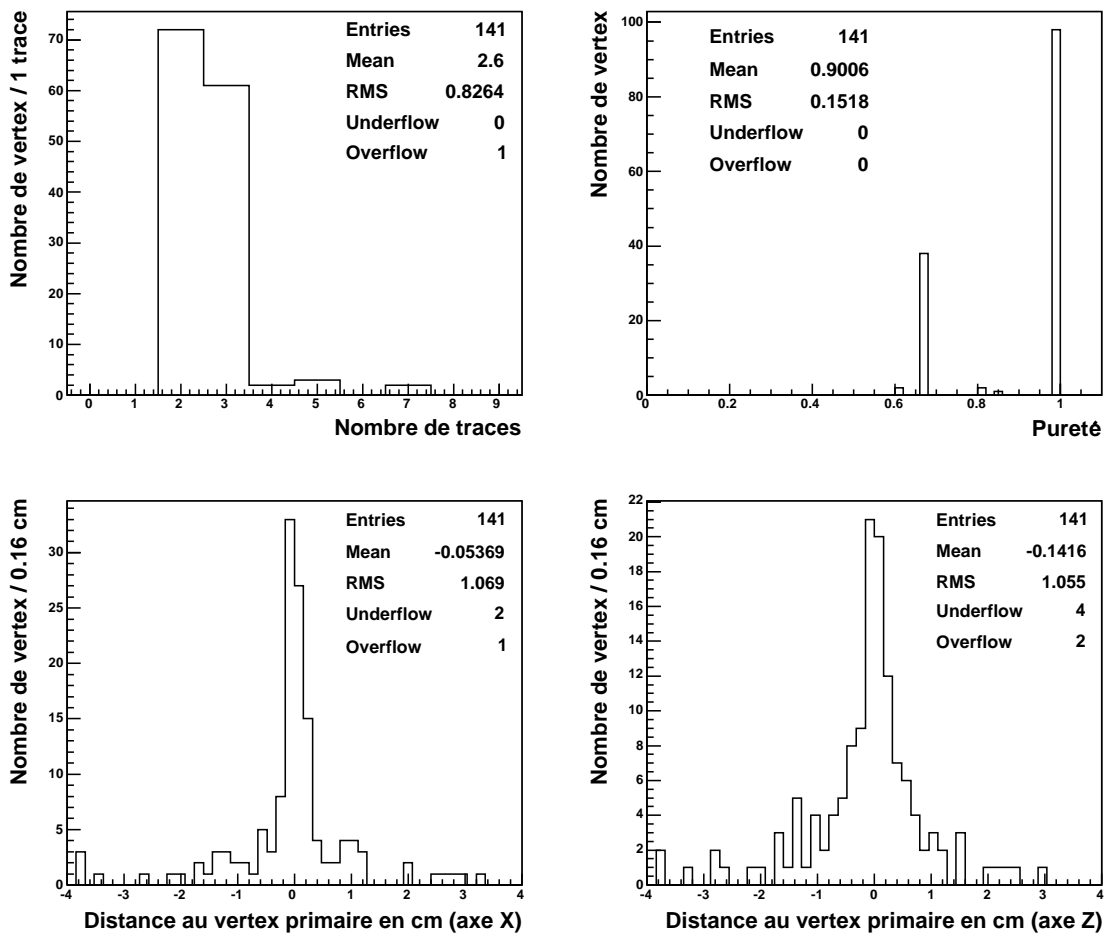 Nombre de vertex / 1 trace
70
60
50
40
30
20
10
0
Entries 141
Mean 2.6
RMS 0.8264
Underflow 0
Overflow 1
0 1 2 3 4 5 6 7 8 9
Nombre de traces
Nombre de vertex
100
80
60
40
20
0
Entries 141
Mean 0.9006
RMS 0.1518
Underflow 0
Overflow 0
0 0.2 0.4 0.6 0.8 1
Pureté
Nombre de vertex / 0.16 cm
30
25
20
15
10
5
0
Entries 141
Mean -0.05369
RMS 1.069
Underflow 2
Overflow 1
-4 -3 -2 -1 0 1 2 3 4
Distance au vertex primaire en cm (axe X)
Nombre de vertex / 0.16 cm
22
20
18
16
14
12
10
8
6
4
2
0
Entries 141
Mean -0.1416
RMS 1.055
Underflow 4
Overflow 2
-4 -3 -2 -1 0 1 2 3 4
Distance au vertex primaire en cm (axe Z)